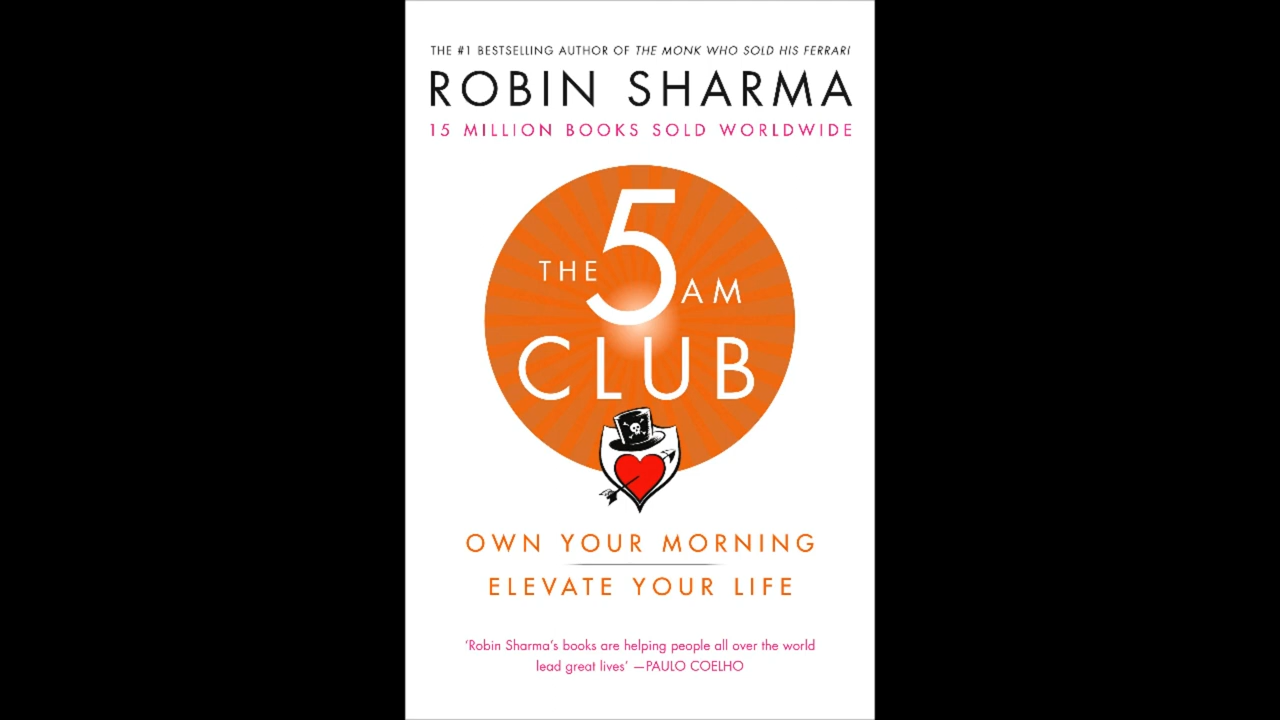 THE #1 BESTSELLING AUTHOR OF THE MONK WHO SOLD HIS FERRARI
ROBIN SHARMA
15 MILLION BOOKS SOLD WORLDWIDE
THE 5 AM
CLUB
OWN YOUR MORNING
ELEVATE YOUR LIFE
‘Robin Sharma’s books are helping people all over the world
lead great lives’ —PAULO COELHO